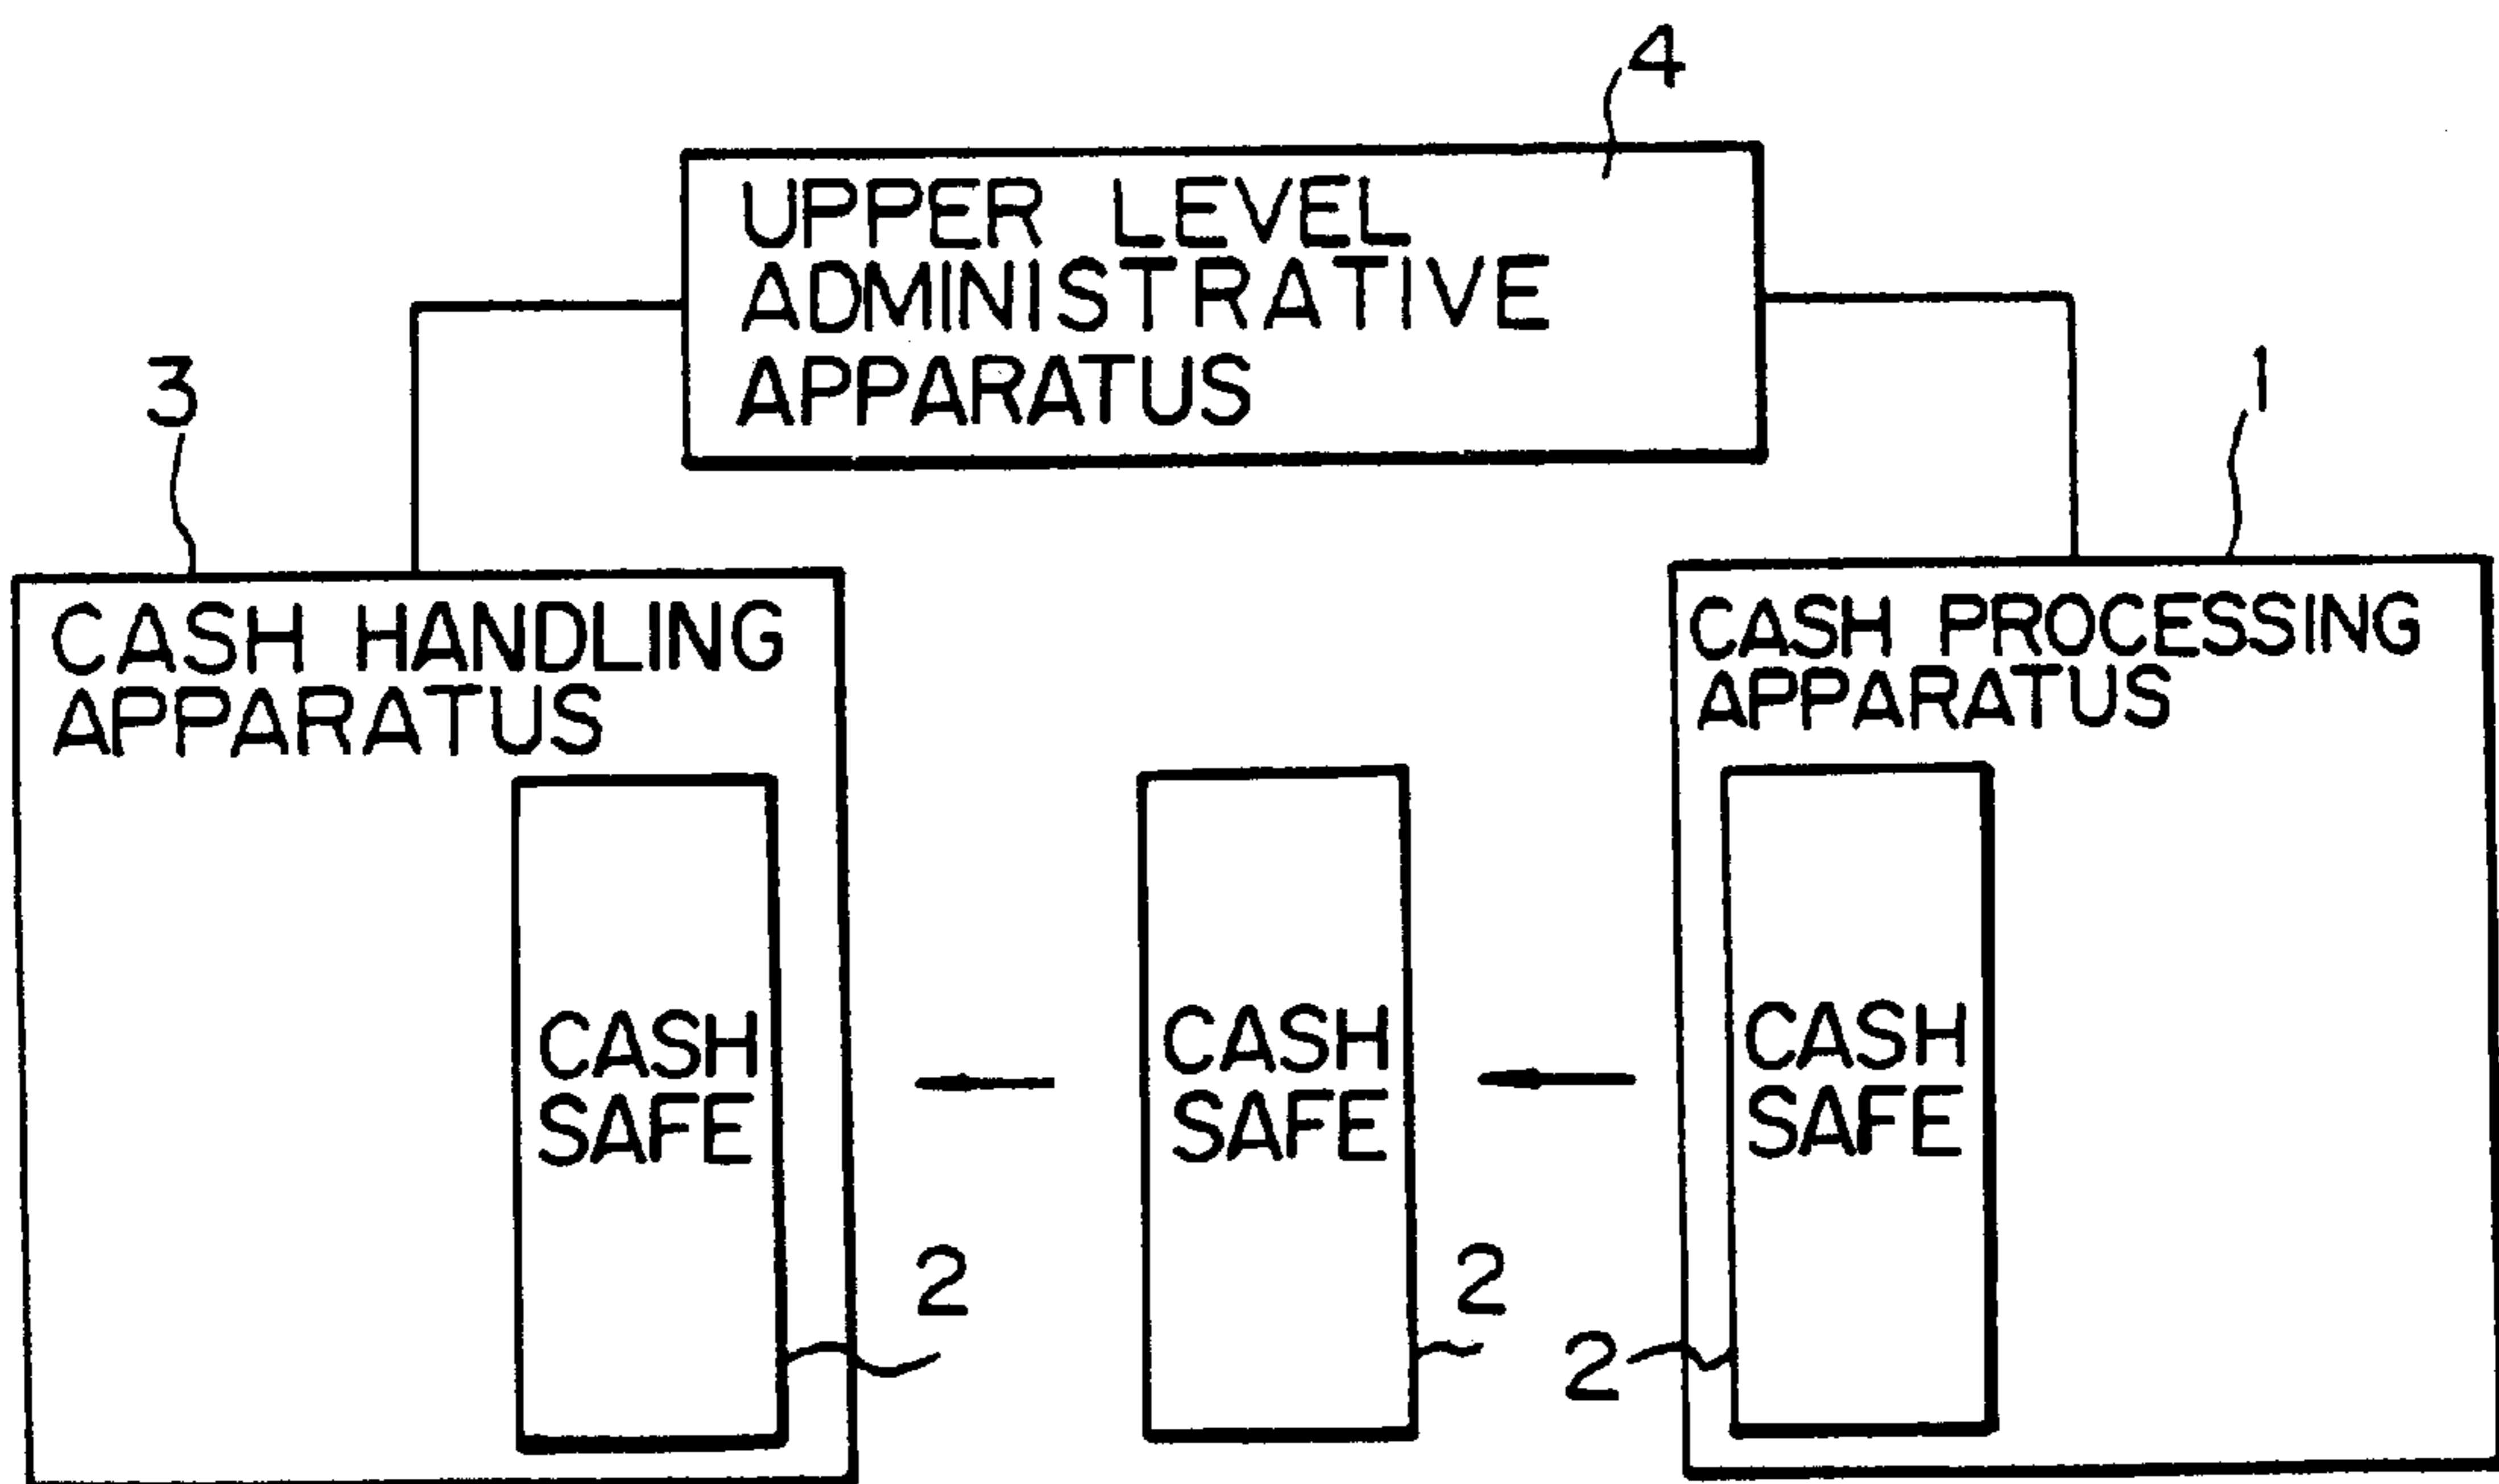 4
UPPER LEVEL
ADMINISTRATIVE
APPARATUS
3
1
CASH HANDLING
APPARATUS
CASH PROCESSING
APPARATUS
CASH
SAFE
CASH
SAFE
CASH
SAFE
2
2
2